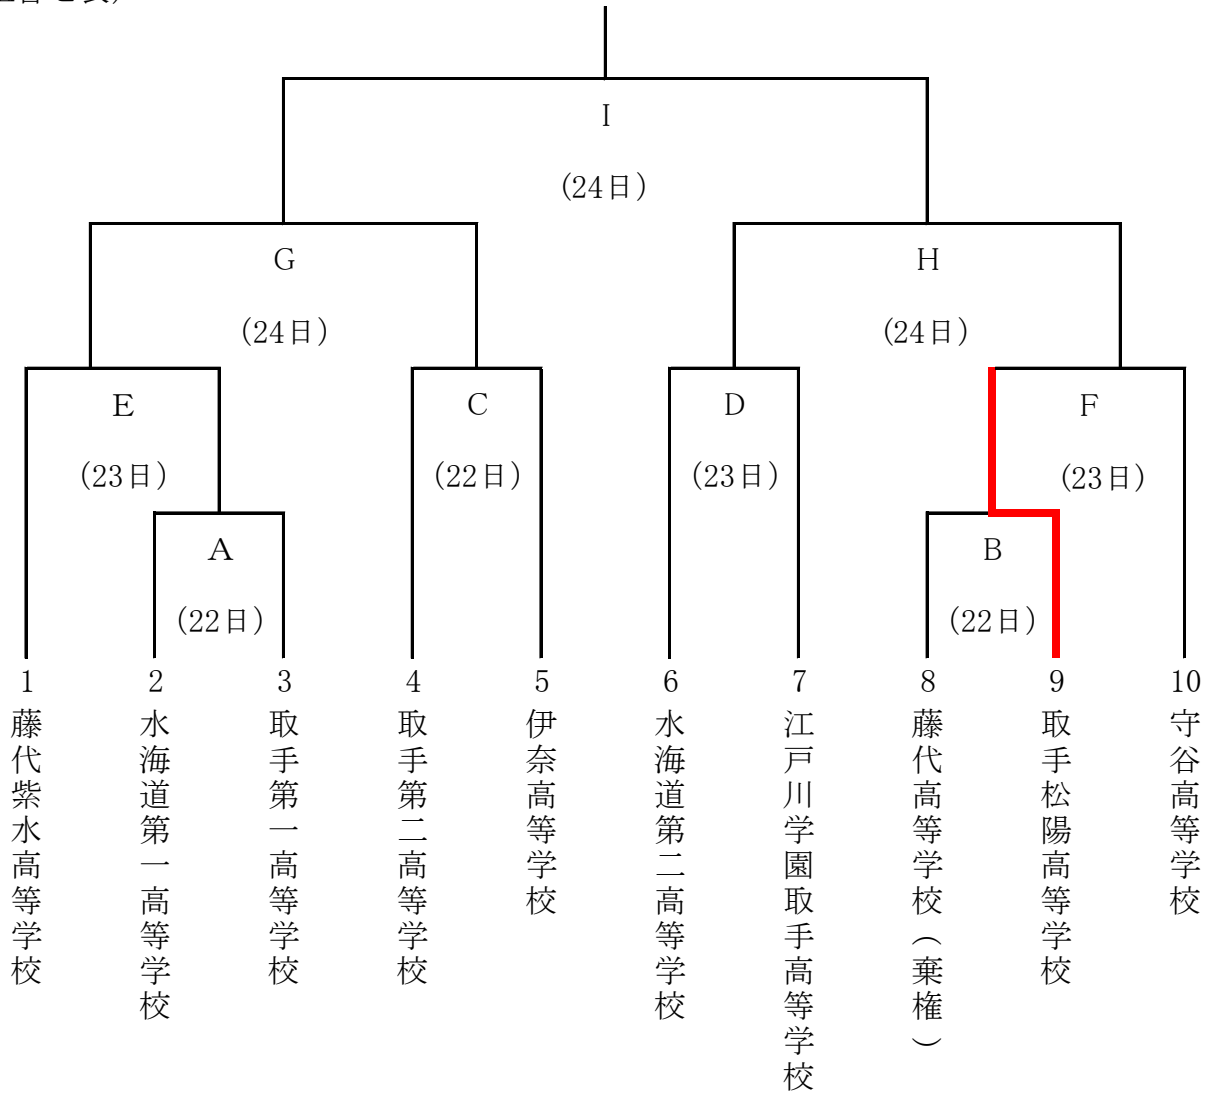 I
(24日)
G
H
(24日)
(24日)
E
C
D
F
(23日)
(22日)
(23日)
(23日)
A
B
(22日)
(22日)
1
2
3
4
5
6
7
8
9
10
藤代紫水高等学校
水海道第一高等学校
取手第一高等学校
取手第二高等学校
伊奈高等学校
水海道第二高等学校
江戸川学園取手高等学校
藤代高等学校(棄権)
取手松陽高等学校
守谷高等学校